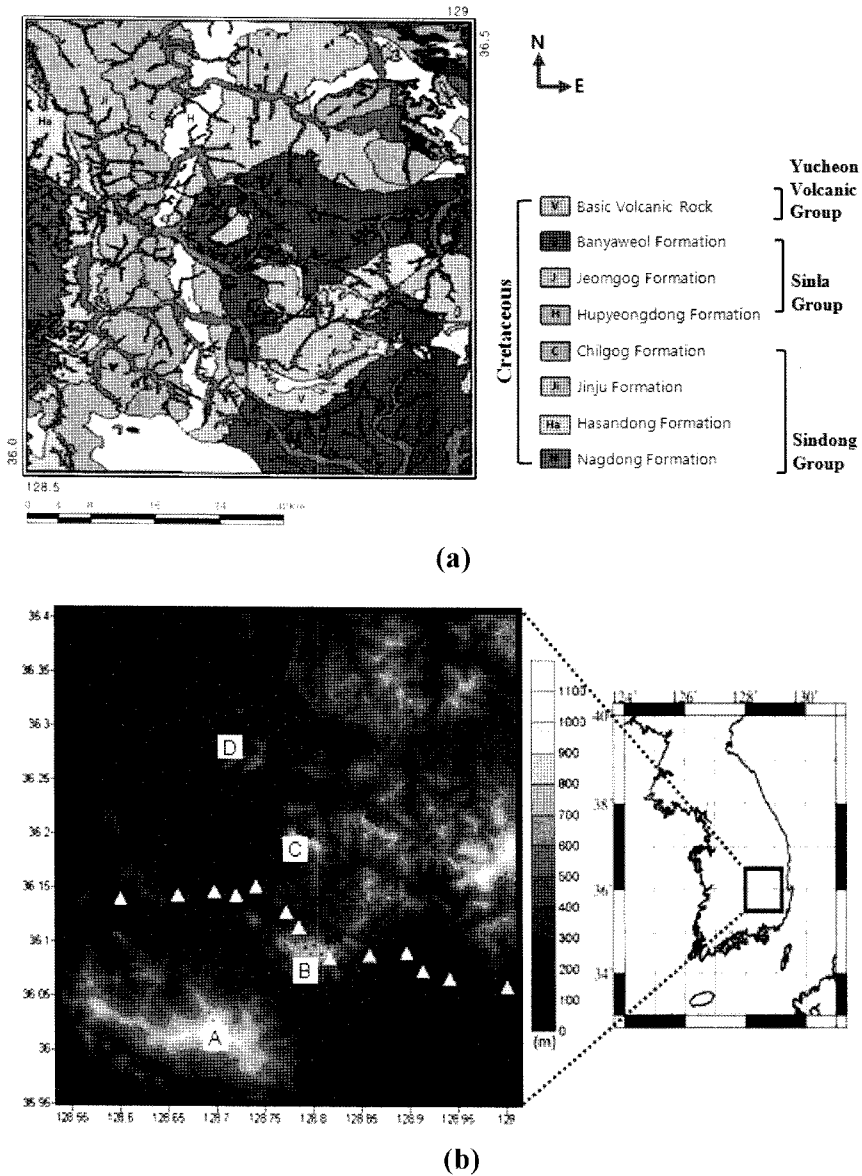 129
36.5
N
E
Ha
Ji
C
H
J
V
36.0
128.5
Yucheon
Volcanic
Group
V Basic Volcanic Rock
Banyaweol Formation
J Jeomgog Formation
Sinla
Group
H Hupyeongdong Formation
C Chilgog Formation
Ji Jinju Formation
Ha Hasandong Formation
Nagdong Formation
Sindong
Group
Cretaceous
(a)
36.4
36.35
36.3
36.25
36.2
36.15
36.1
36.05
36
35.95
D
C
B
A
128.55 128.6 128.65 128.7 128.75 128.8 128.85 128.9 128.95 129
1100
1000
900
800
700
600
500
400
300
200
100
0
(m)
124° 126° 128° 130°
40°
38
36
34
(b)